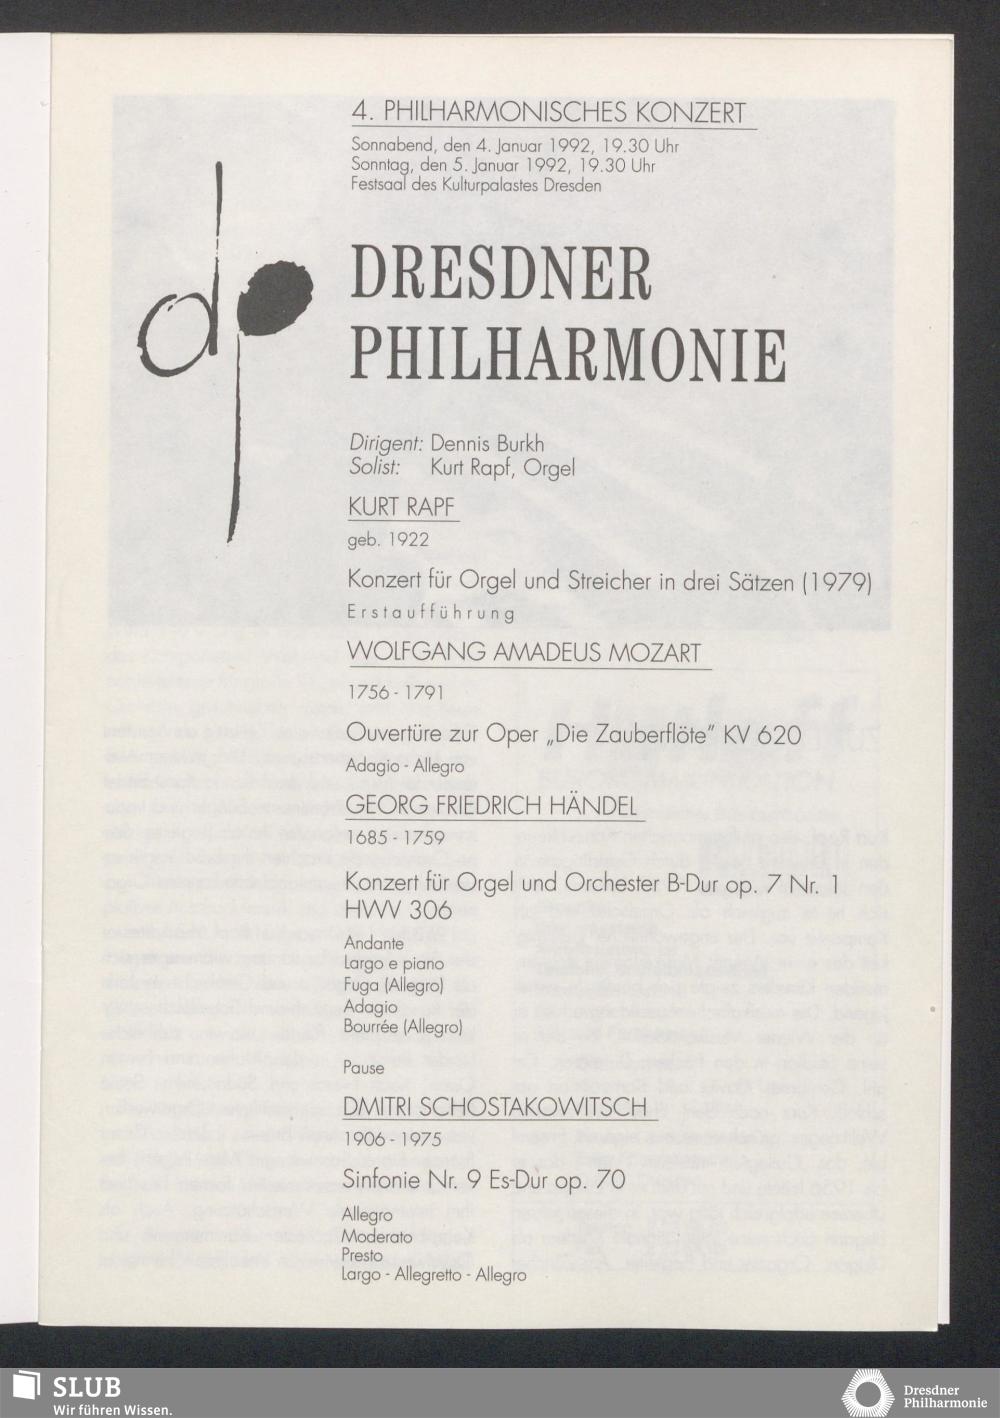 4. PHILHARMONISCHES KONZERT
Sonnabend, den 4. Januar 1992, 19.30 Uhr
Sonntag, den 5. Januar 1992, 19.30 Uhr
Festsaal des Kulturpalastes Dresden
dp
DRESDNER
PHILHARMONIE
Dirigent: Dennis Burkh
Solist: Kurt Rapf, Orgel
KURT RAPF
geb. 1922
Konzert für Orgel und Streicher in drei Sätzen (1979)
Erstaufführung
WOLFGANG AMADEUS MOZART
1756 - 1791
Ouvertüre zur Oper „Die Zauberflöte" KV 620
Adagio - Allegro
GEORG FRIEDRICH HÄNDEL
1685 - 1759
Konzert für Orgel und Orchester B-Dur op. 7 Nr. 1
HWV 306
Andante
Largo e piano
Fuga (Allegro)
Adagio
Bourrée (Allegro)
Pause
DMITRI SCHOSTAKOWITSCH
1906 - 1975
Sinfonie Nr. 9 Es-Dur op. 70
Allegro
Moderato
Presto
Largo - Allegretto - Allegro
SLUB
Wir führen Wissen.
Dresdner
Philharmonie